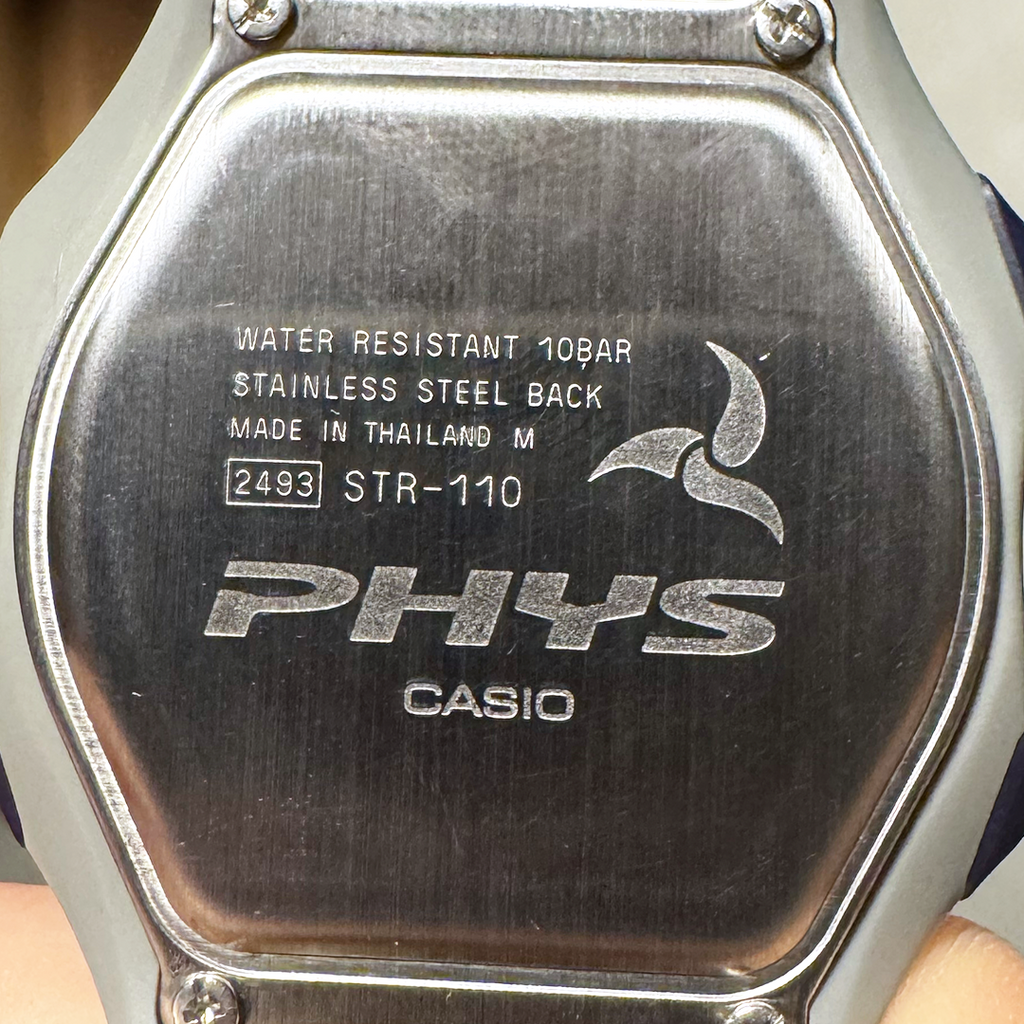 WATER RESISTANT 10BAR
STAINLESS STEEL BACK
MADE IN THAILAND M
2493 STR-110
PHYS
CASIO